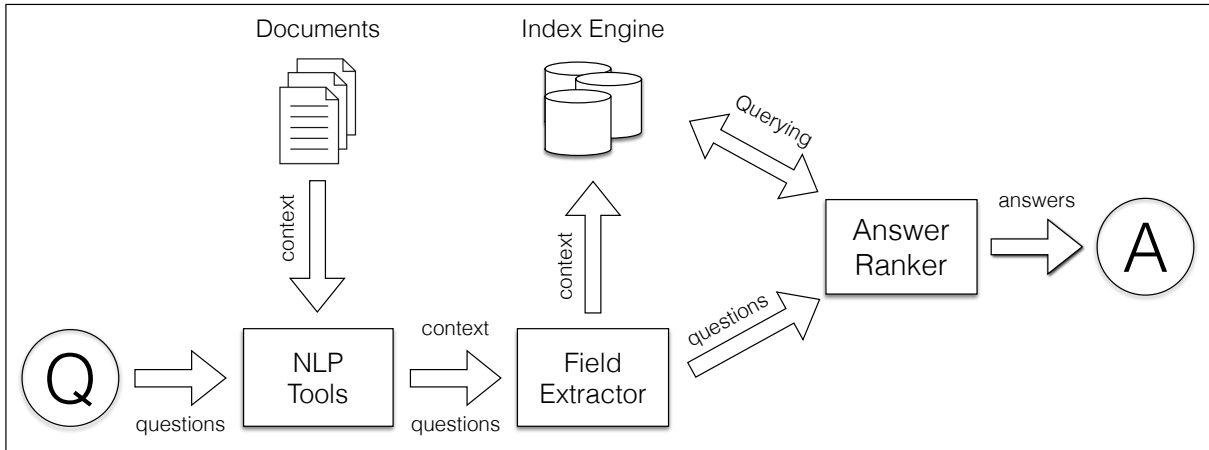 Documents
Index Engine
Querying
context
context
answers
Answer
Ranker
A
questions
context
Q
NLP
Tools
Field
Extractor
questions
questions